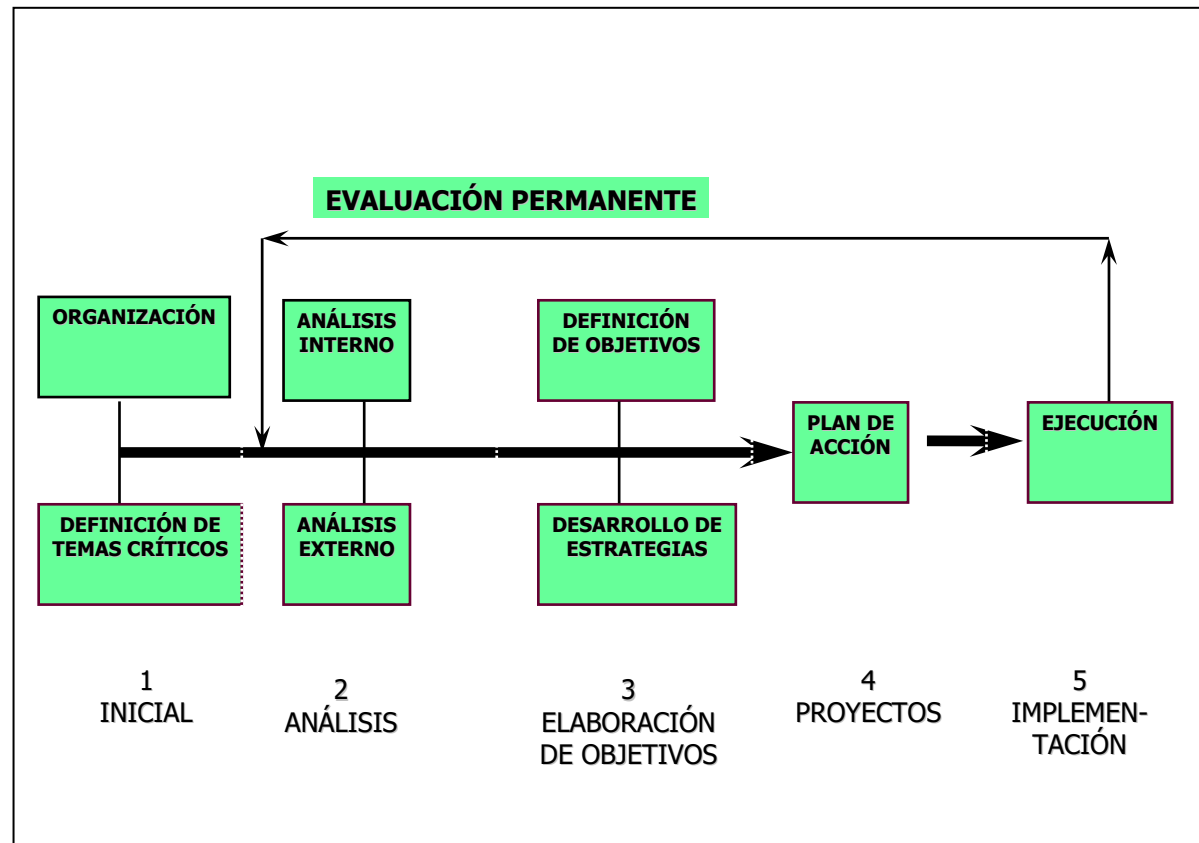 EVALUACIÓN PERMANENTE
ORGANIZACIÓN
ANÁLISIS
INTERNO
DEFINICIÓN
DE OBJETIVOS
PLAN DE
ACCIÓN
EJECUCIÓN
DEFINICIÓN DE
TEMAS CRÍTICOS
ANÁLISIS
EXTERNO
DESARROLLO DE
ESTRATEGIAS
1
INICIAL
2
ANÁLISIS
3
ELABORACIÓN
DE OBJETIVOS
4
PROYECTOS
5
IMPLEMEN-
TACIÓN